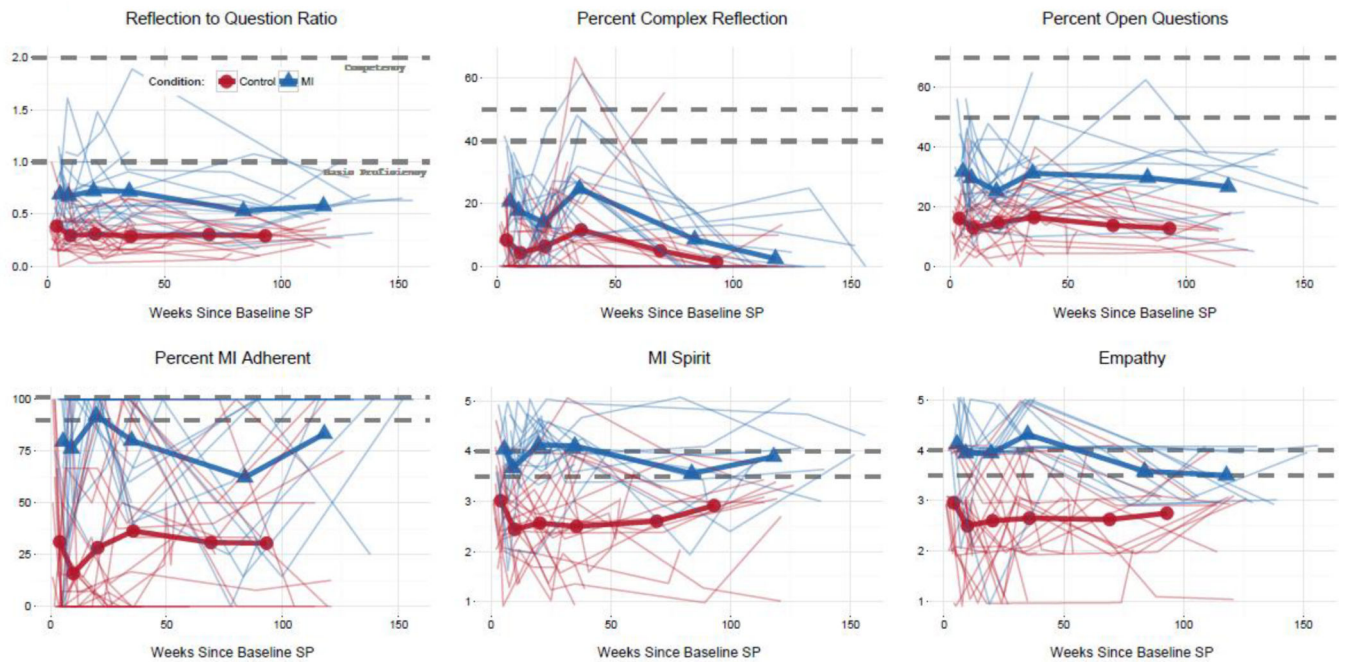 Reflection to Question Ratio
Percent Complex Reflection
Percent Open Questions
2.0
1.5
1.0
0.5
0.0
Competency
Condition: Control MI
Basic Proficiency
0 50 100 150
Weeks Since Baseline SP
60
40
20
0
0 50 100 150
Weeks Since Baseline SP
60
40
20
0
0 50 100 150
Weeks Since Baseline SP
Percent MI Adherent
MI Spirit
Empathy
100
75
50
25
0
0 50 100 150
Weeks Since Baseline SP
5
4
3
2
1
0 50 100 150
Weeks Since Baseline SP
5
4
3
2
1
0 50 100 150
Weeks Since Baseline SP